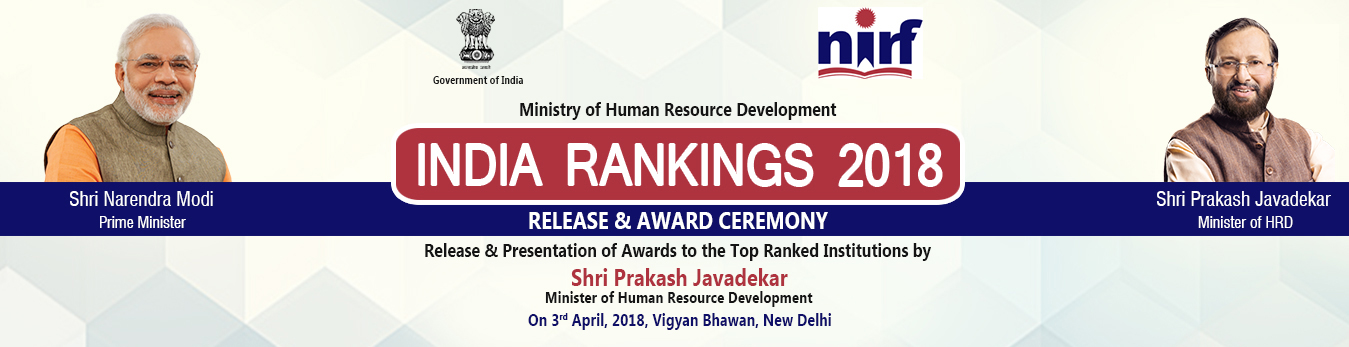 Government of India
nirf
Ministry of Human Resource Development
INDIA RANKINGS 2018
Shri Narendra Modi
Prime Minister
Shri Prakash Javadekar
Minister of HRD
RELEASE & AWARD CEREMONY
Release & Presentation of Awards to the Top Ranked Institutions by
Shri Prakash Javadekar
Minister of Human Resource Development
On 3rd April, 2018, Vigyan Bhawan, New Delhi